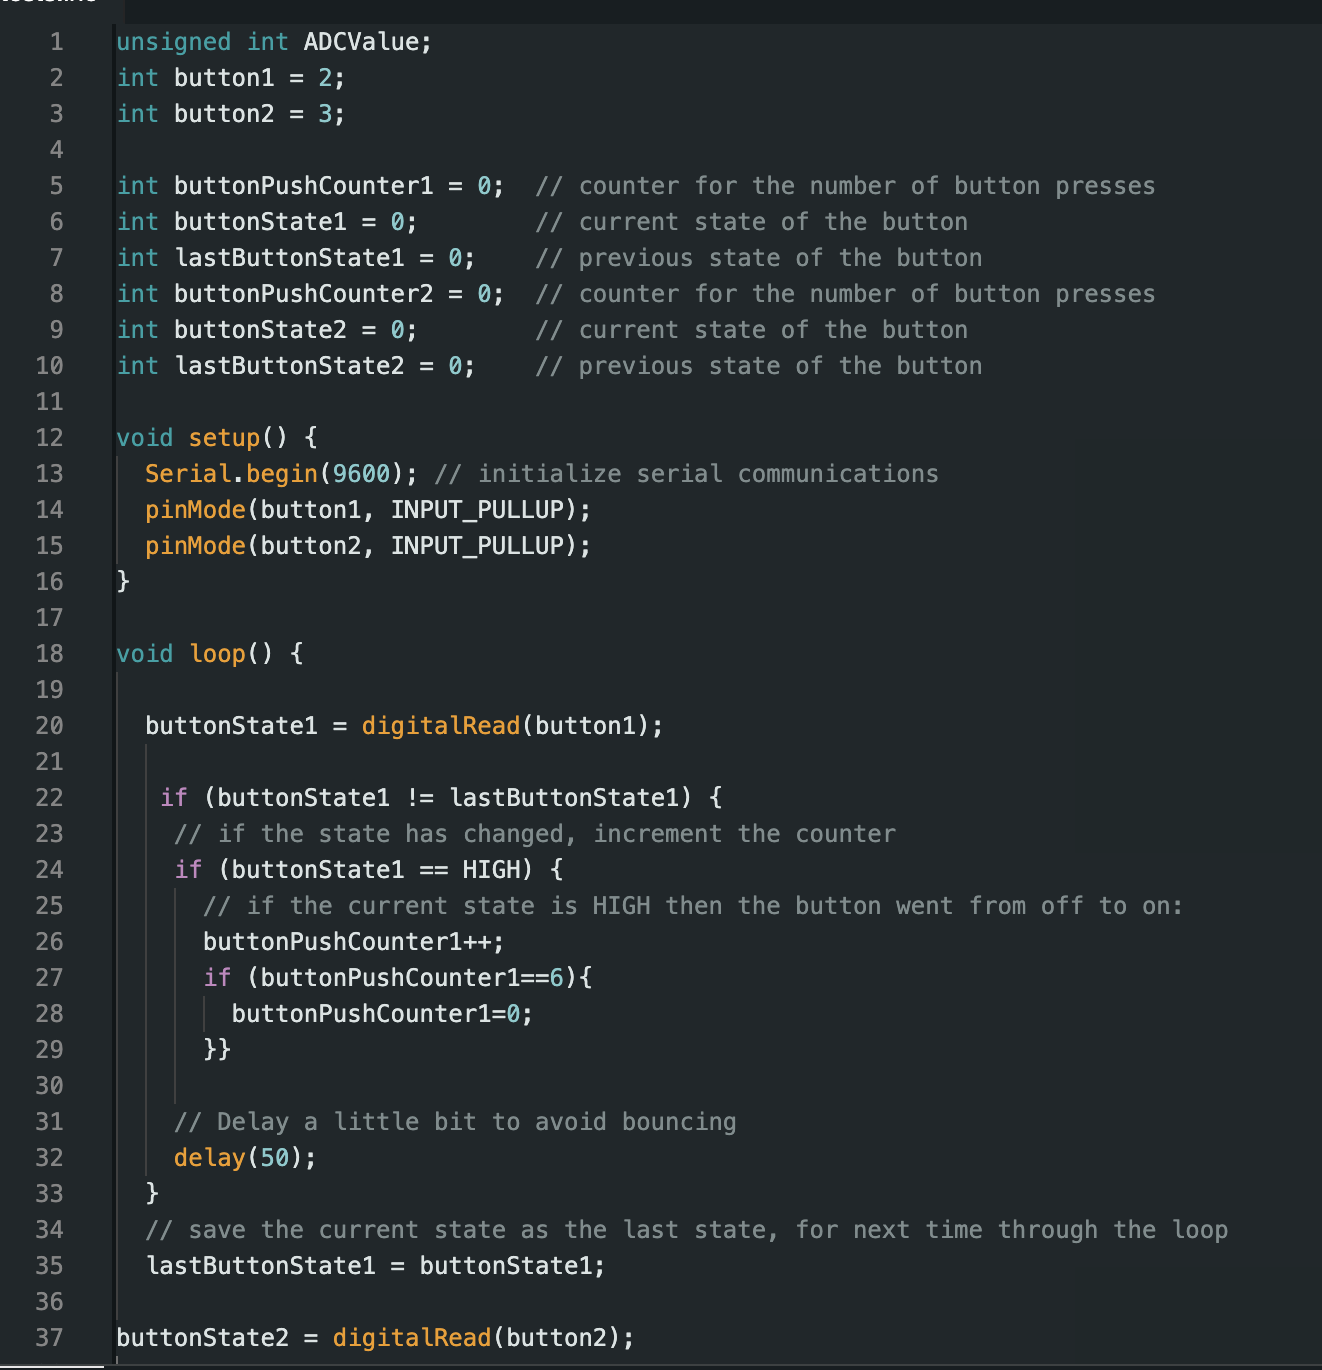 1 unsigned int ADCValue;
2 int button1 = 2;
3 int button2 = 3;
4
5 int buttonPushCounter1 = 0;  // counter for the number of button presses
6 int buttonState1 = 0;        // current state of the button
7 int lastButtonState1 = 0;    // previous state of the button
8 int buttonPushCounter2 = 0;  // counter for the number of button presses
9 int buttonState2 = 0;        // current state of the button
10 int lastButtonState2 = 0;    // previous state of the button
11
12 void setup() {
13   Serial.begin(9600); // initialize serial communications
14   pinMode(button1, INPUT_PULLUP);
15   pinMode(button2, INPUT_PULLUP);
16 }
17
18 void loop() {
19
20   buttonState1 = digitalRead(button1);
21
22    if (buttonState1 != lastButtonState1) {
23     // if the state has changed, increment the counter
24     if (buttonState1 == HIGH) {
25       // if the current state is HIGH then the button went from off to on:
26       buttonPushCounter1++;
27       if (buttonPushCounter1==6){
28         buttonPushCounter1=0;
29       }}
30
31     // Delay a little bit to avoid bouncing
32     delay(50);
33   }
34   // save the current state as the last state, for next time through the loop
35   lastButtonState1 = buttonState1;
36
37 buttonState2 = digitalRead(button2);